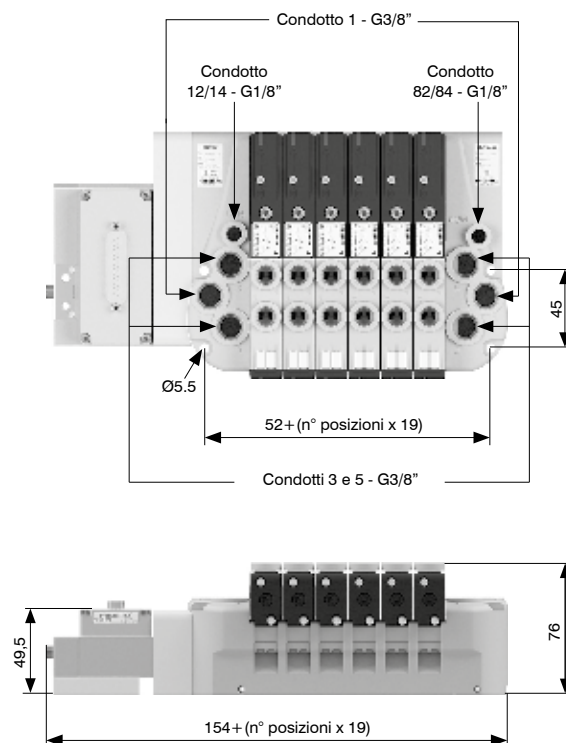 Condotto 1 - G3/8”
Condotto
12/14 - G1/8”
Condotto
82/84 - G1/8”
45
Ø5.5
52+(n° posizioni x 19)
Condotti 3 e 5 - G3/8”
49,5
76
154+(n° posizioni x 19)